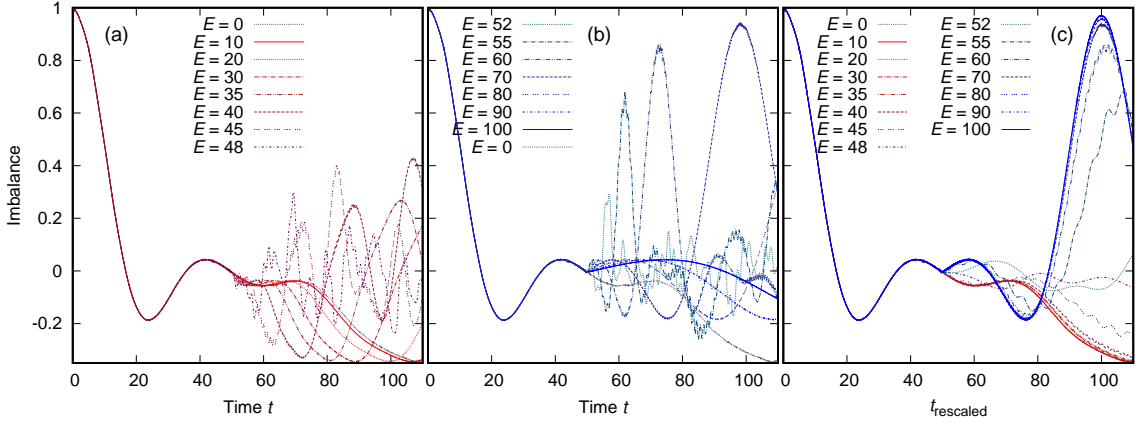 (a)
E = 0
E = 10
E = 20
E = 30
E = 35
E = 40
E = 45
E = 48
(b)
E = 52
E = 55
E = 60
E = 70
E = 80
E = 90
E = 100
E = 0
(c)
E = 0
E = 10
E = 20
E = 30
E = 35
E = 40
E = 45
E = 48
E = 52
E = 55
E = 60
E = 70
E = 80
E = 90
E = 100
Imbalance
1
0.8
0.6
0.4
0.2
0
-0.2
0 20 40 60 80 100
0 20 40 60 80 100
0 20 40 60 80 100
Time t
Time t
t rescaled